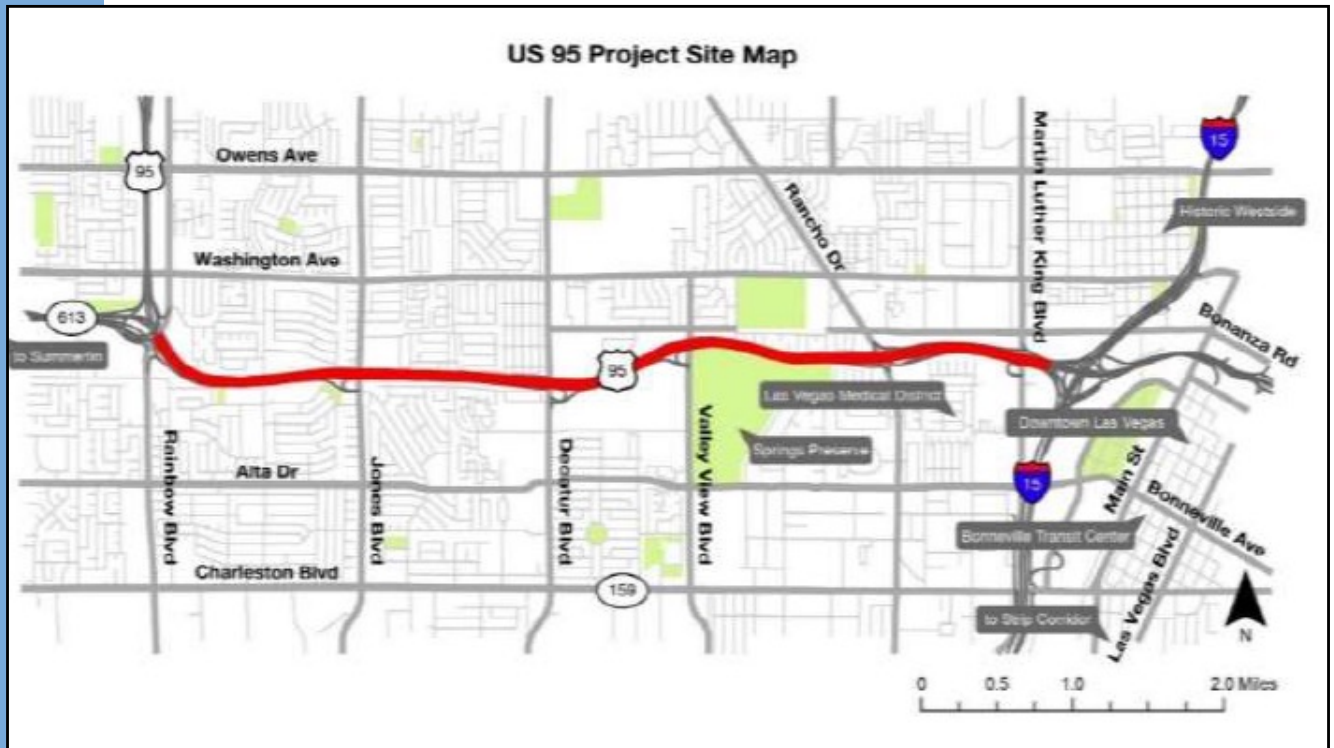 US 95 Project Site Map
15
Owens Ave
95
Martin Luther King Blvd
Rancho Dr
Historic Westside
Washington Ave
613
Bonanza Rd
to Summerlin
95
Las Vegas Medical District
Downtown Las Vegas
Springs Preserve
Rainbow Blvd
Alta Dr
Jones Blvd
Decatur Blvd
Valley View Blvd
15
Main St
Bonneville Ave
Bonneville Transit Center
Charleston Blvd
159
to Strip Corridor
Las Vegas Blvd
N
0 0.5 1.0 2.0 Miles